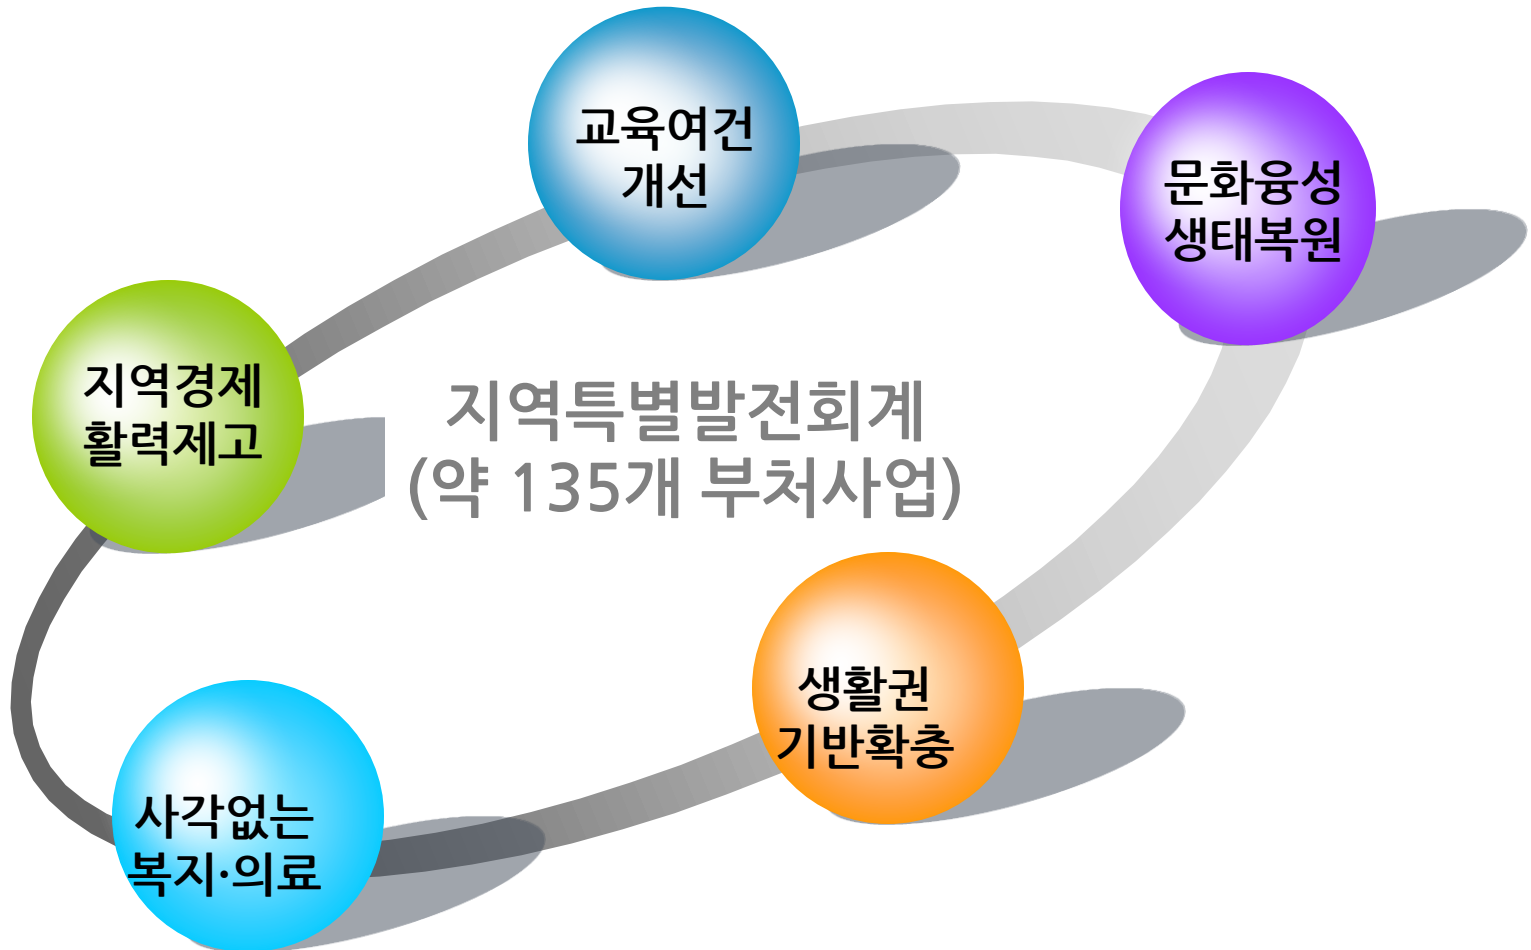 교육여건
개선
문화융성
생태복원
지역경제
활력제고
지역특별발전회계
(약 135개 부처사업)
생활권
기반확충
사각없는
복지·의료